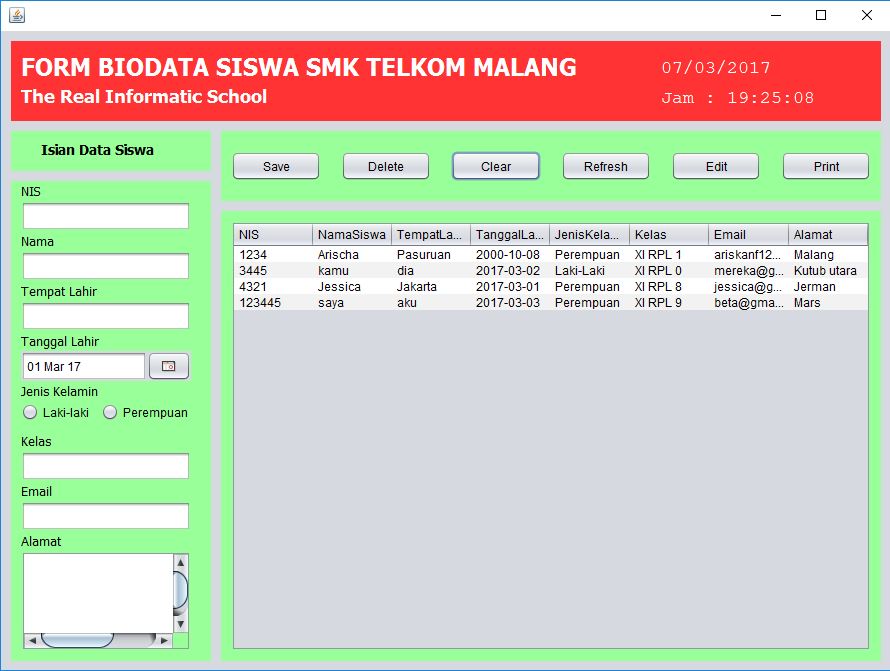 FORM BIODATA SISWA SMK TELKOM MALANG
07/03/2017
The Real Informatic School
Jam : 19:25:08
Isian Data Siswa
Save Delete Clear Refresh Edit Print
NIS
Nama
Tempat Lahir
Tanggal Lahir
01 Mar 17
Jenis Kelamin
Laki-laki Perempuan
Kelas
Email
Alamat
NIS NamaSiswa TempatLa... TanggalLa... JenisKela... Kelas Email Alamat
1234 Arischa Pasuruan 2000-10-08 Perempuan XI RPL 1 ariskanf12... Malang
3445 kamu dia 2017-03-02 Laki-Laki XI RPL 0 mereka@g... Kutub utara
4321 Jessica Jakarta 2017-03-01 Perempuan XI RPL 8 jessica@g... Jerman
123445 saya aku 2017-03-03 Perempuan XI RPL 9 beta@gma... Mars